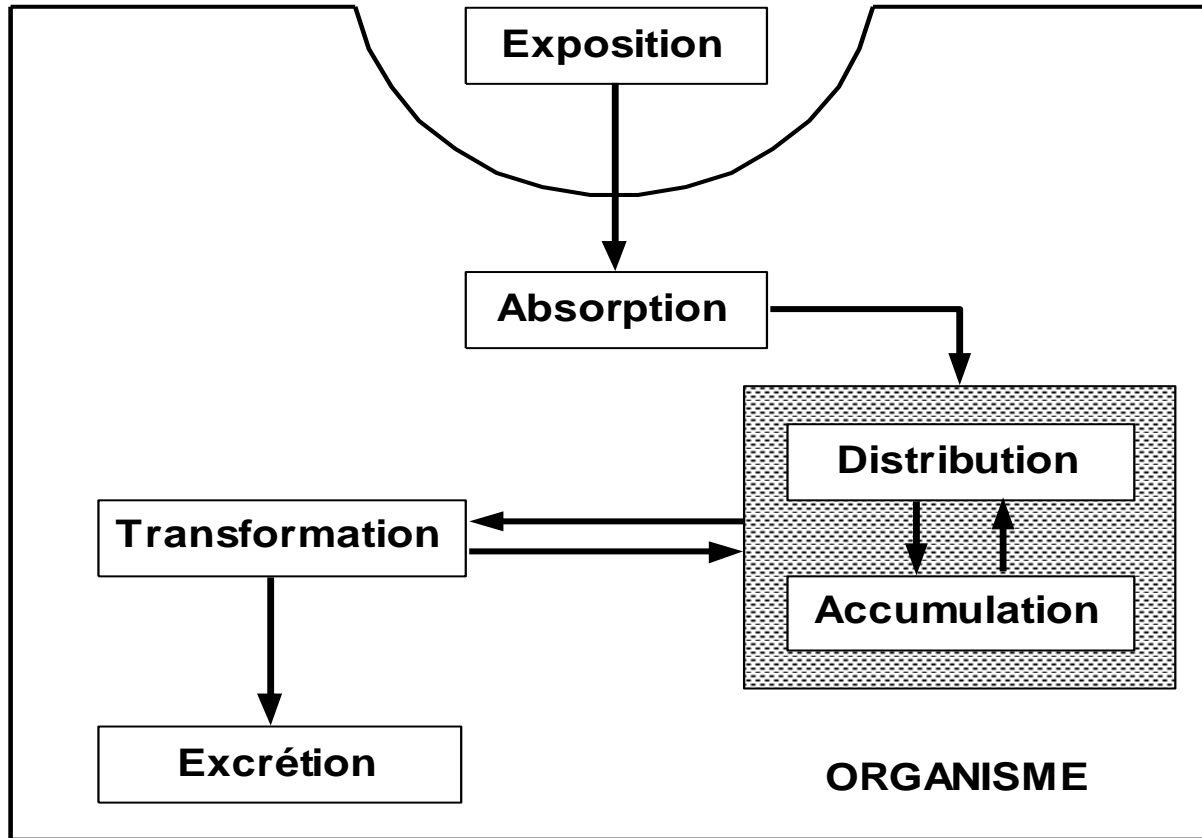 Exposition
Absorption
Distribution
Transformation
Accumulation
Excrétion
ORGANISME